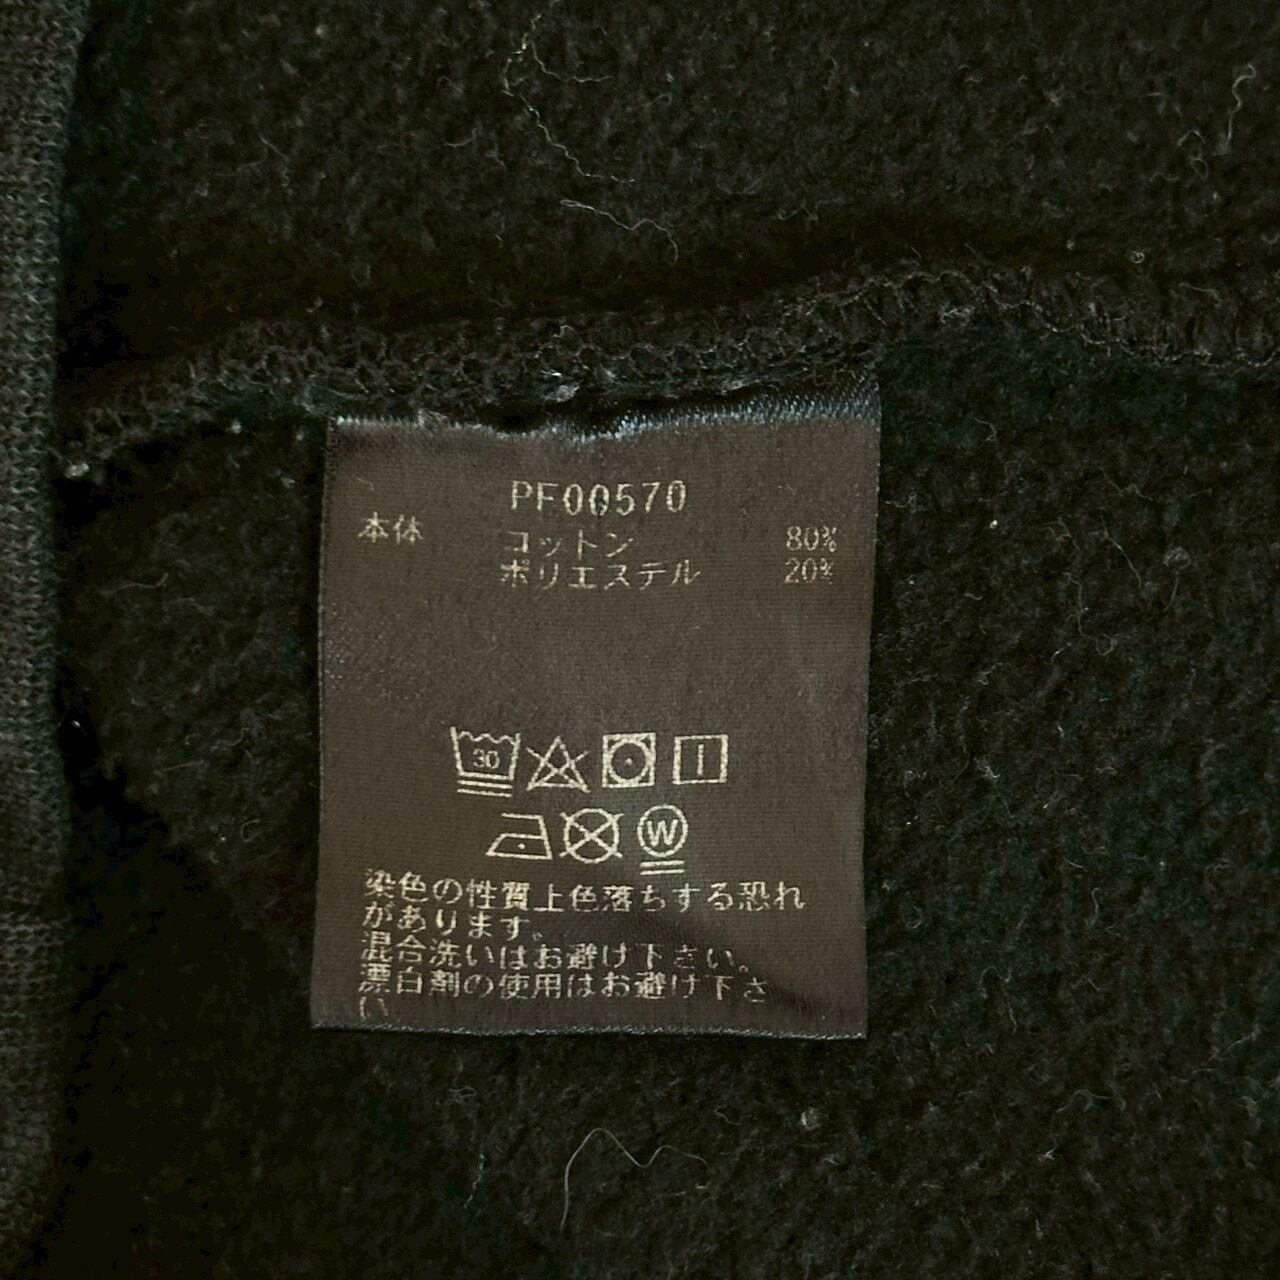 PF00570
本体 コットン 80%
ポリエステル 20%
30
W
染色の性質上色落ちする恐れ
があります。
混合洗いはお避け下さい。
漂白剤の使用はお避け下さ
い